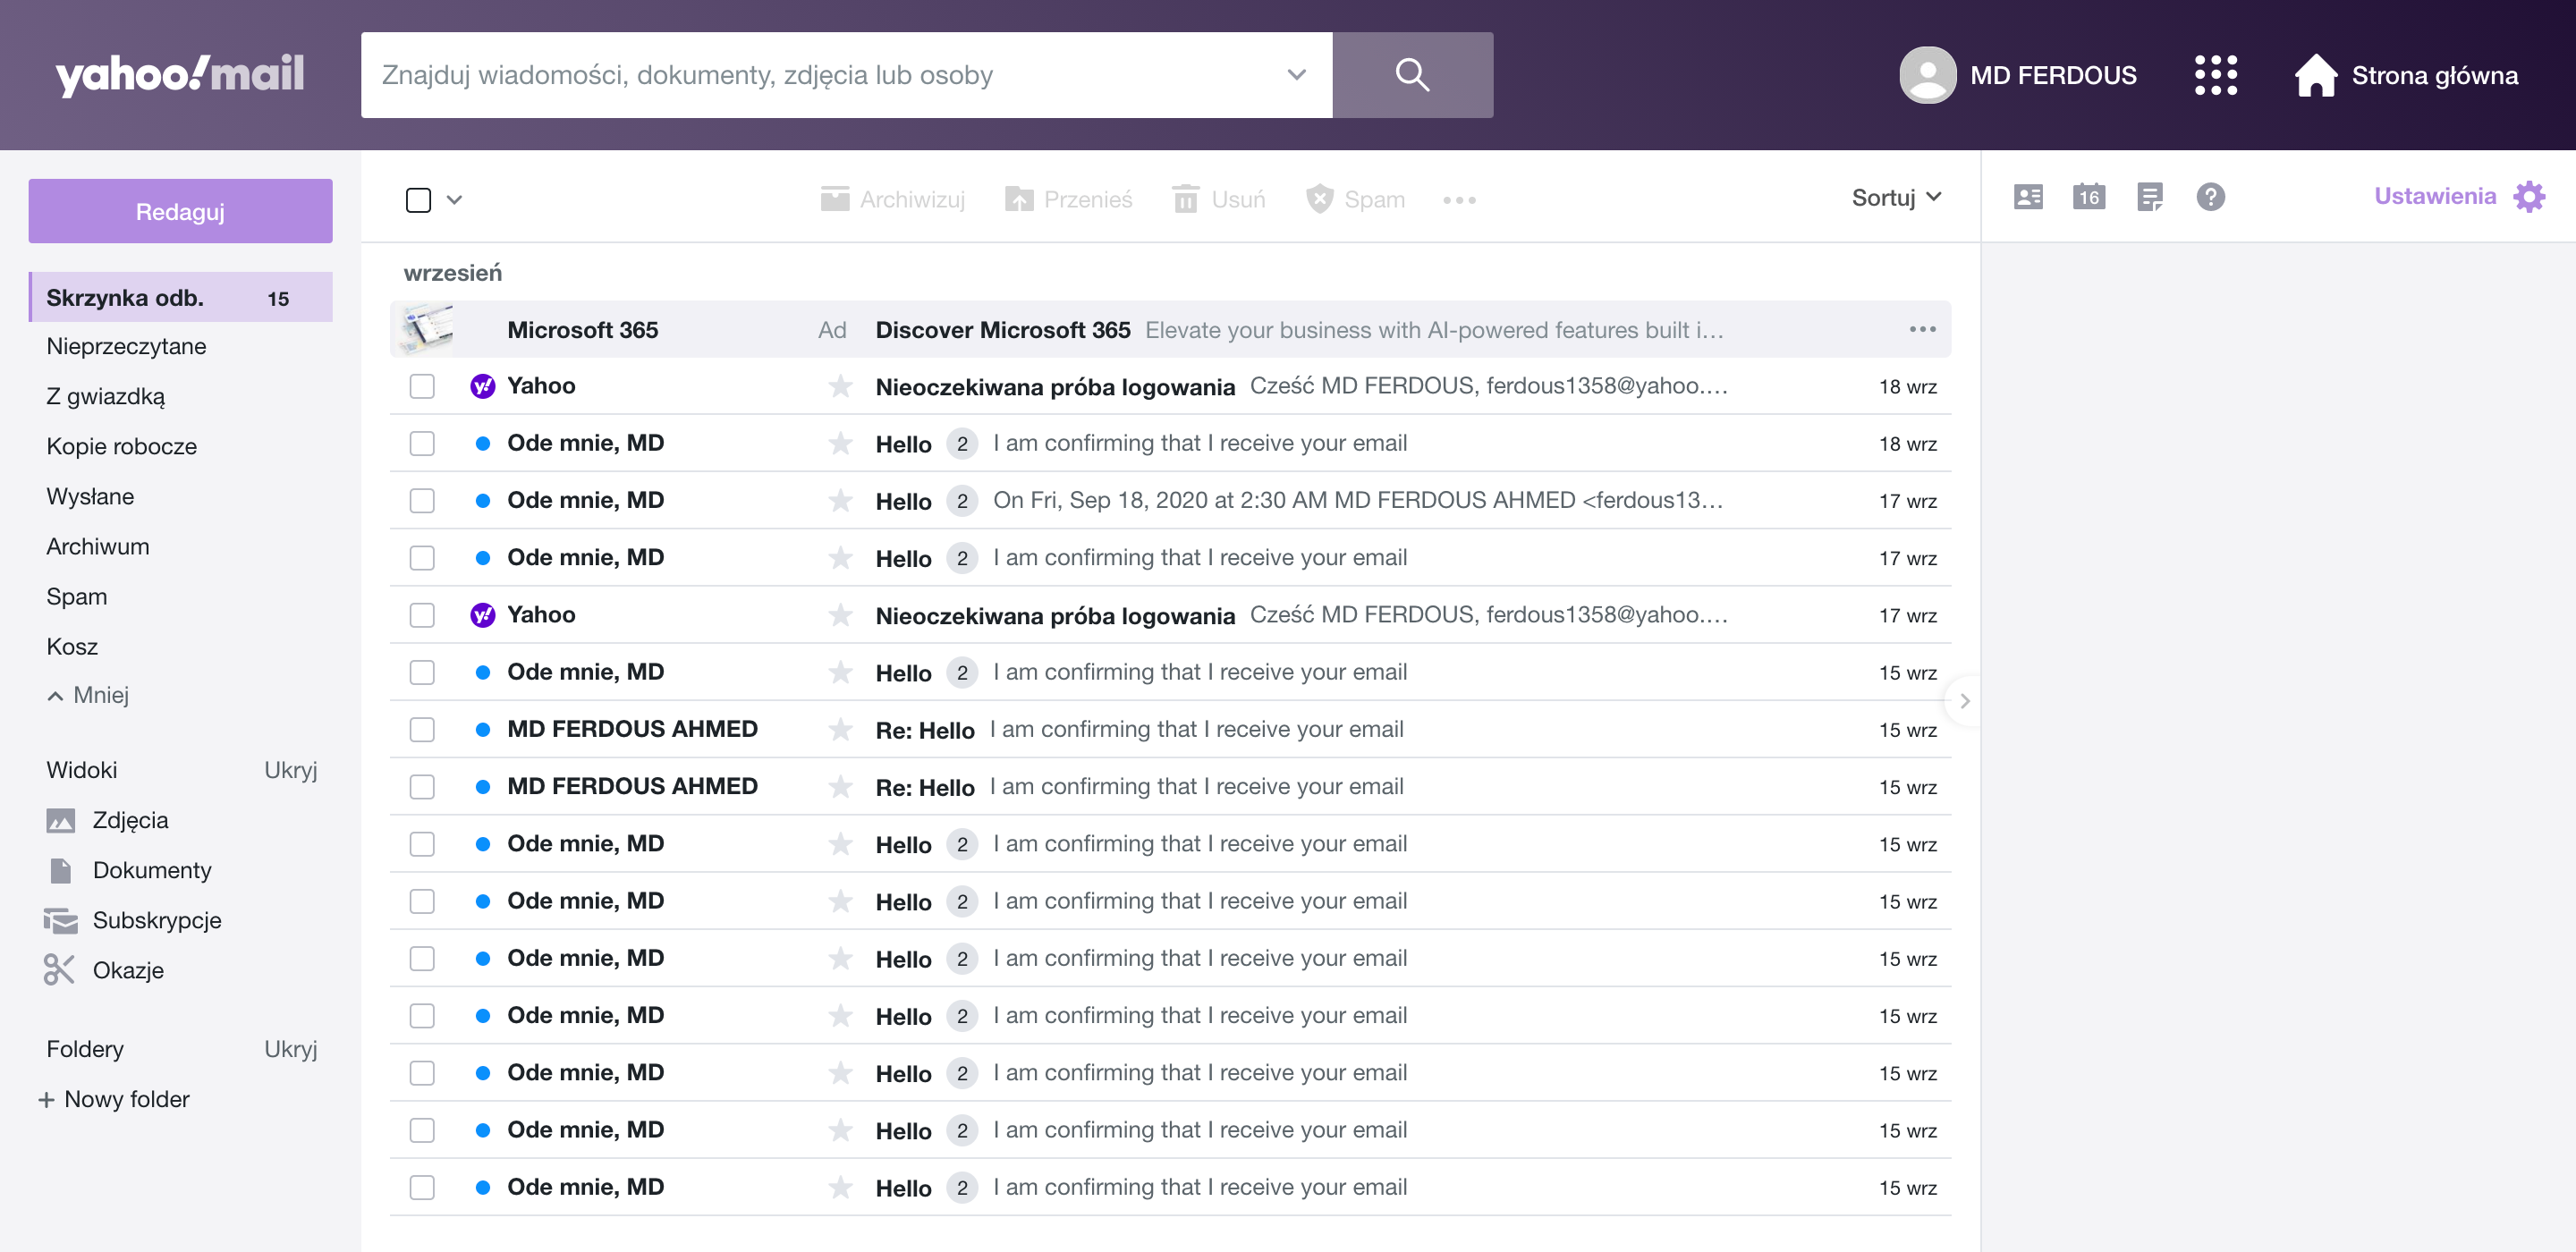 yahoo!mail
Znajduj wiadomości, dokumenty, zdjęcia lub osoby
MD FERDOUS
Strona główna
Redaguj
Skrzynka odb. 15
Nieprzeczytane
Z gwiazdką
Kopie robocze
Wysłane
Archiwum
Spam
Kosz
Mniej
Widoki Ukryj
Zdjęcia
Dokumenty
Subskrypcje
Okazje
Foldery Ukryj
+ Nowy folder
Archiwizuj Przenieś Usuń Spam
Sortuj
16
?
Ustawienia
wrzesień
Microsoft 365 Ad Discover Microsoft 365 Elevate your business with AI-powered features built i…
y! Yahoo Nieoczekiwana próba logowania Cześć MD FERDOUS, ferdous1358@yahoo.… 18 wrz
Ode mnie, MD Hello 2 I am confirming that I receive your email 18 wrz
Ode mnie, MD Hello 2 On Fri, Sep 18, 2020 at 2:30 AM MD FERDOUS AHMED <ferdous13… 17 wrz
Ode mnie, MD Hello 2 I am confirming that I receive your email 17 wrz
y! Yahoo Nieoczekiwana próba logowania Cześć MD FERDOUS, ferdous1358@yahoo.… 17 wrz
Ode mnie, MD Hello 2 I am confirming that I receive your email 15 wrz
MD FERDOUS AHMED Re: Hello I am confirming that I receive your email 15 wrz
MD FERDOUS AHMED Re: Hello I am confirming that I receive your email 15 wrz
Ode mnie, MD Hello 2 I am confirming that I receive your email 15 wrz
Ode mnie, MD Hello 2 I am confirming that I receive your email 15 wrz
Ode mnie, MD Hello 2 I am confirming that I receive your email 15 wrz
Ode mnie, MD Hello 2 I am confirming that I receive your email 15 wrz
Ode mnie, MD Hello 2 I am confirming that I receive your email 15 wrz
Ode mnie, MD Hello 2 I am confirming that I receive your email 15 wrz
Ode mnie, MD Hello 2 I am confirming that I receive your email 15 wrz